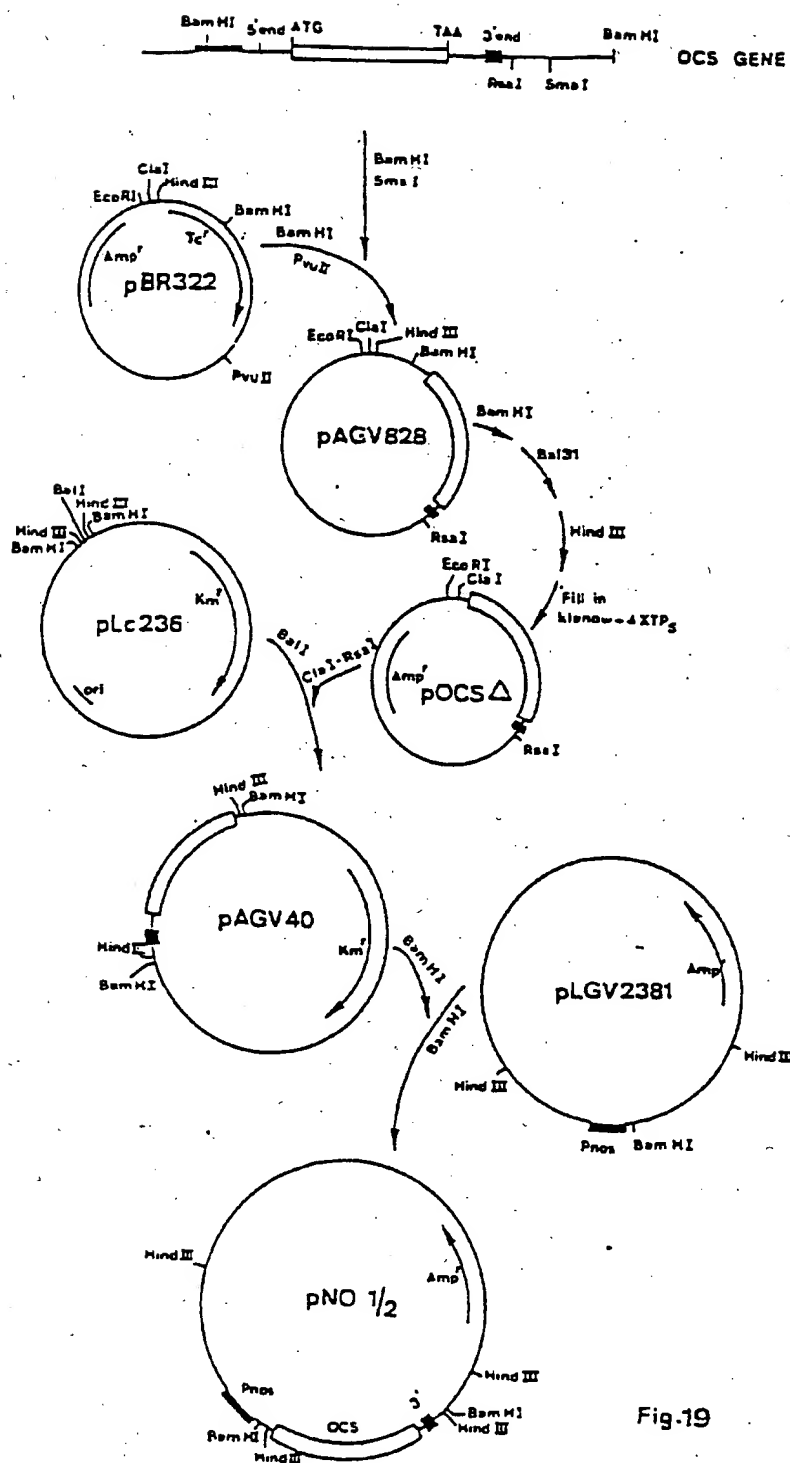 BamHI
5'end
ATG
TAA
3'end
BamHI
RsaI
SmaI
OCS GENE
BamHI
SmaI
ClaI
HindIII
EcoRI
BamHI
Tcʳ
Ampʳ
pBR322
PvuII
BamHI
PvuII
ClaI
EcoRI
HindIII
BamHI
pAGV828
RsaI
BamHI
Bal31
HindIII
Fill in
klenow+dXTPs
BalI
HindIII
BamHI
HindIII
BamHI
pLc236
Kmʳ
ori
BalI
ClaI-RsaI
EcoRI
ClaI
Ampʳ
pOCSΔ
RsaI
HindIII
BamHI
pAGV40
Kmʳ
HindIII
BamHI
BamHI
BamHI
pLGV2381
Ampʳ
HindIII
HindIII
Pnos
BamHI
HindIII
pNO 1/2
Ampʳ
HindIII
Pnos
3'
BamHI
HindIII
BamHI
OCS
HindIII
Fig.19